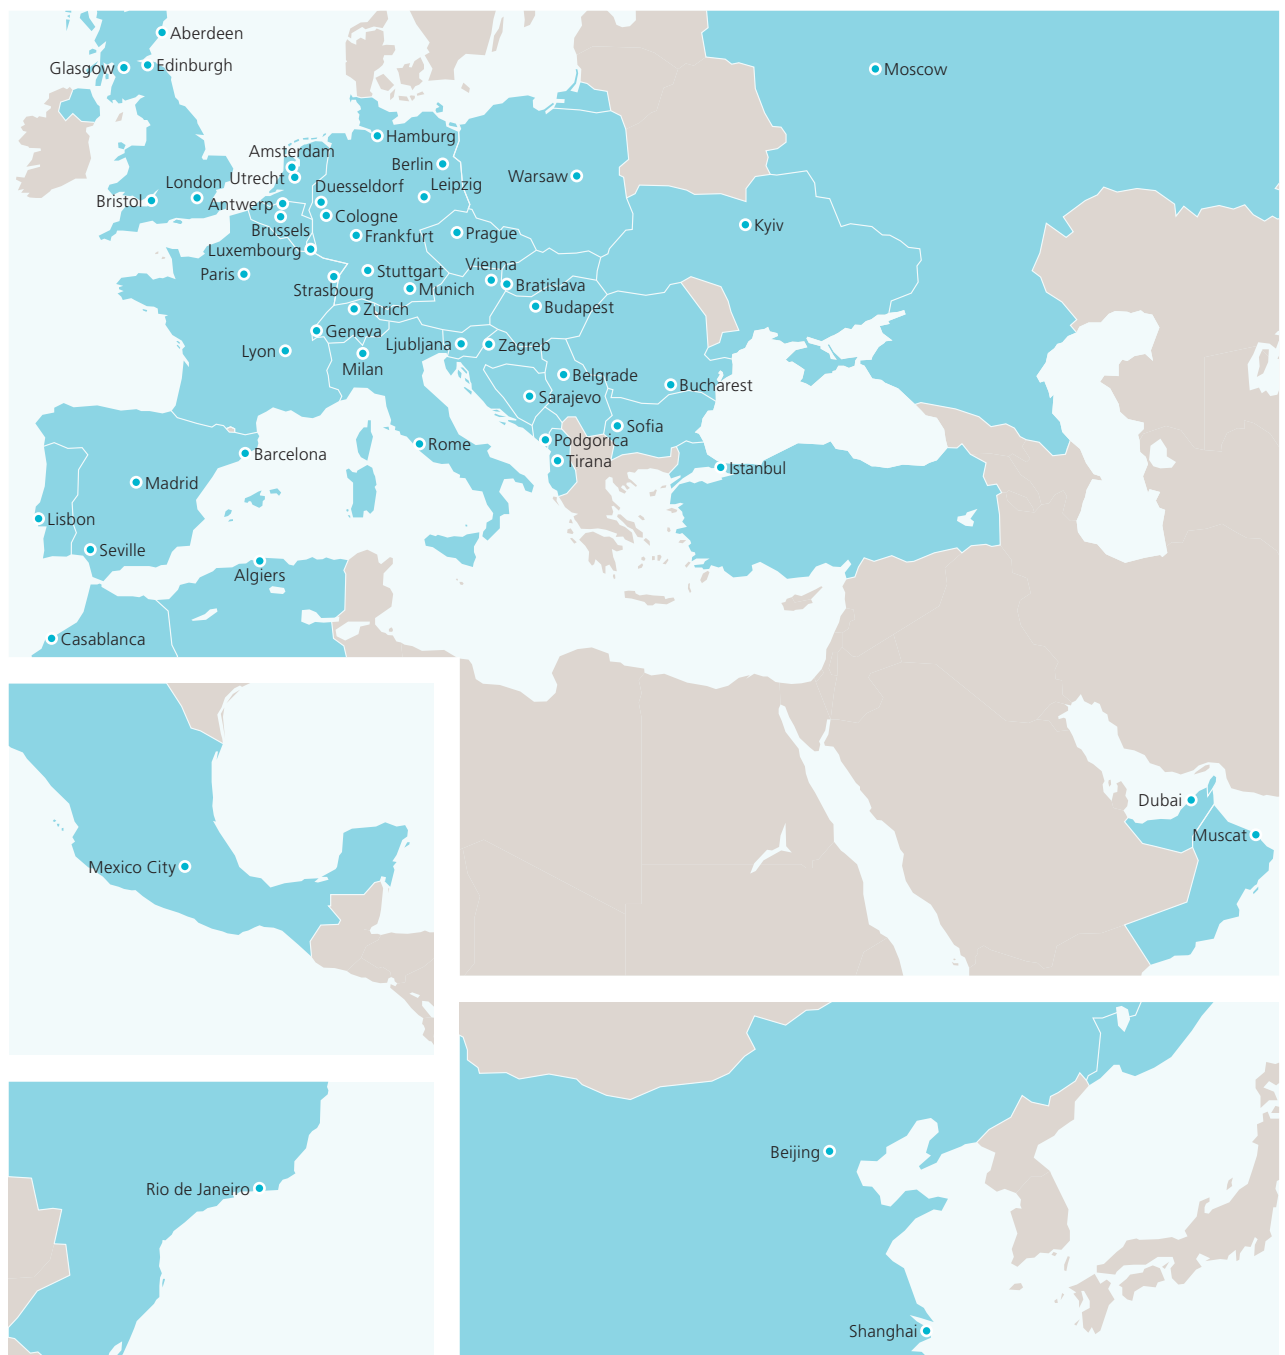 Aberdeen
Glasgow
Edinburgh
Moscow
Hamburg
Amsterdam
Berlin
Utrecht
Warsaw
London
Duesseldorf
Leipzig
Bristol
Antwerp
Cologne
Kyiv
Brussels
Frankfurt
Prague
Luxembourg
Vienna
Paris
Stuttgart
Strasbourg
Munich
Bratislava
Zurich
Budapest
Geneva
Lyon
Ljubljana
Zagreb
Milan
Belgrade
Bucharest
Sarajevo
Sofia
Podgorica
Rome
Barcelona
Tirana
Istanbul
Madrid
Lisbon
Seville
Algiers
Casablanca
Dubai
Muscat
Mexico City
Beijing
Rio de Janeiro
Shanghai